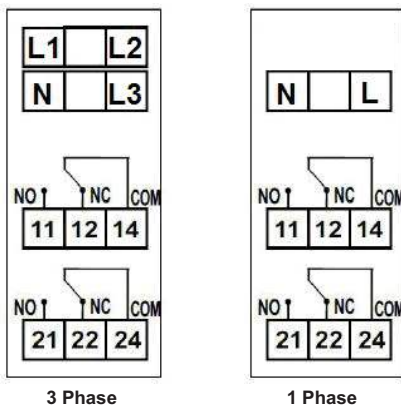 L1 L2
N L3
NO NC COM
11 12 14
NO NC COM
21 22 24
3 Phase
N L
NO NC COM
11 12 14
NO NC COM
21 22 24
1 Phase